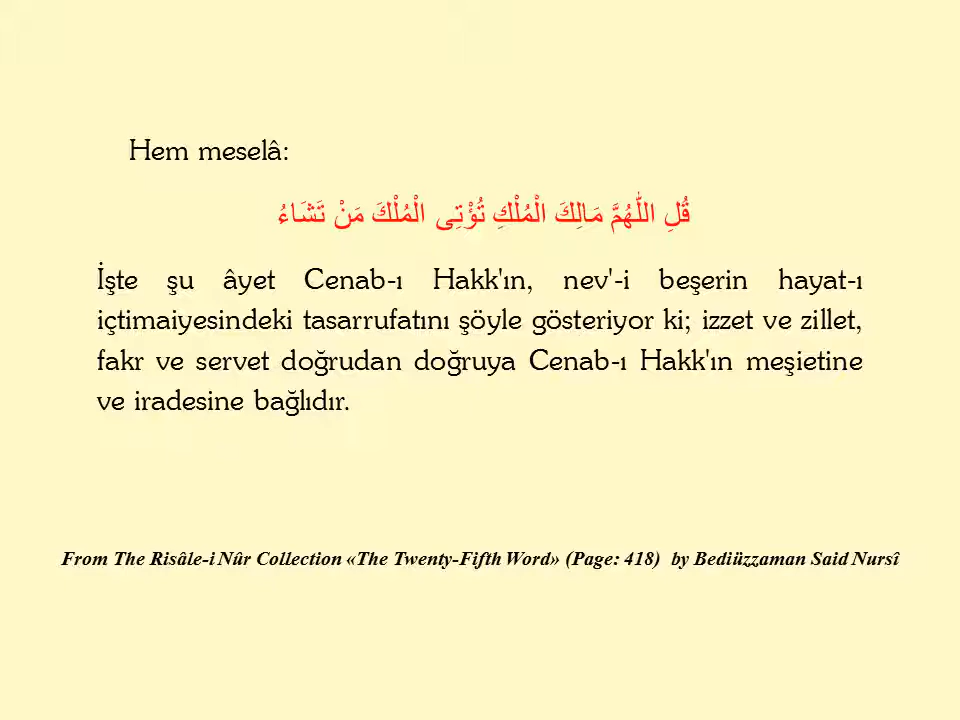 Hem meselâ:
قُلِ اللّٰهُمَّ مَالِكَ الْمُلْكِ تُؤْتِى الْمُلْكَ مَنْ تَشَاءُ
İşte şu âyet Cenab-ı Hakk'ın, nev'-i beşerin hayat-ı
içtimaiyesindeki tasarrufatını şöyle gösteriyor ki; izzet ve zillet,
fakr ve servet doğrudan doğruya Cenab-ı Hakk'ın meşietine
ve iradesine bağlıdır.
From The Risâle-i Nûr Collection «The Twenty-Fifth Word» (Page: 418) by Bediüzzaman Said Nursî